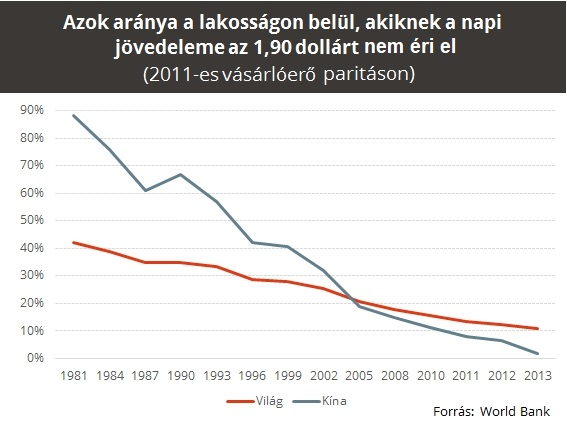 Azok aránya a lakosságon belül, akiknek a napi
jövedeleme az 1,90 dollárt nem éri el
(2011-es vásárlóerő paritáson)
90%
80%
70%
60%
50%
40%
30%
20%
10%
0%
1981 1984 1987 1990 1993 1996 1999 2002 2005 2008 2010 2011 2012 2013
Világ Kína
Forrás: World Bank